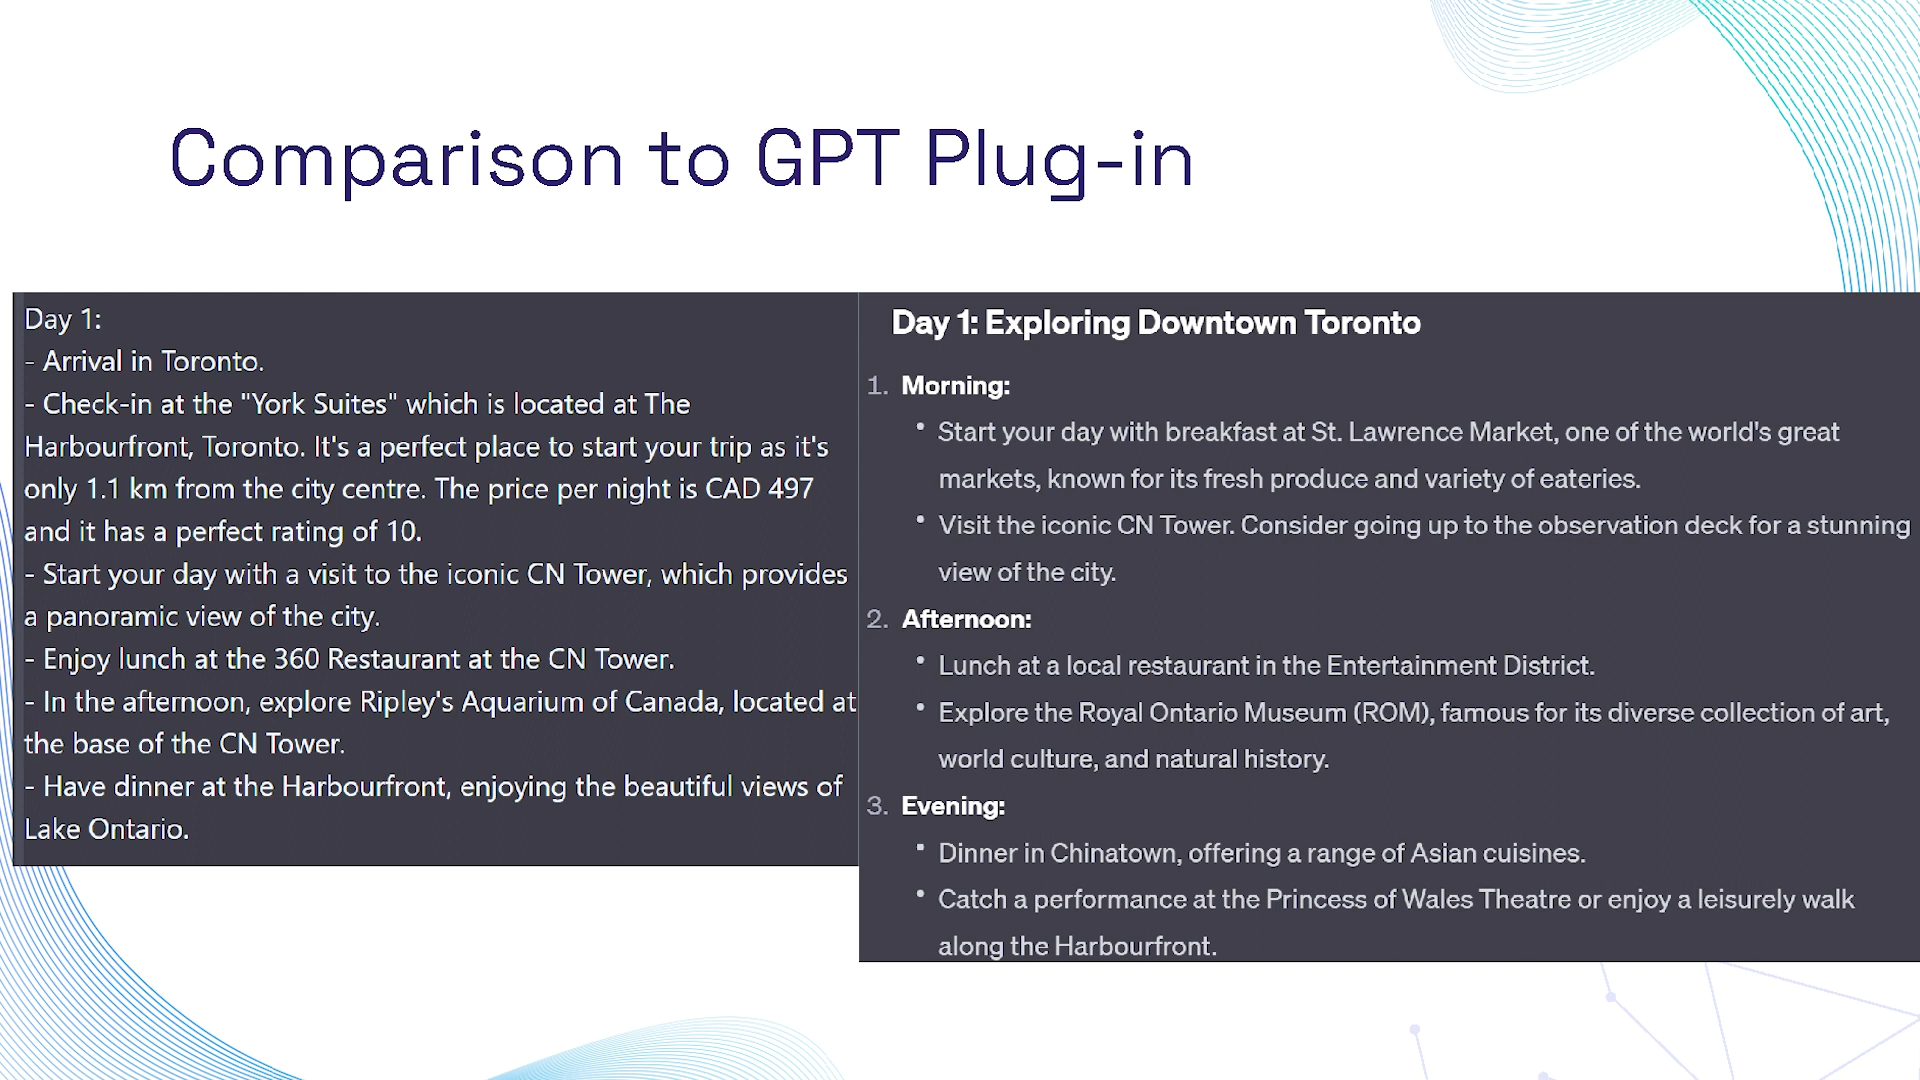 Comparison to GPT Plug-in
Day 1:
- Arrival in Toronto.
- Check-in at the "York Suites" which is located at The
Harbourfront, Toronto. It's a perfect place to start your trip as it's
only 1.1 km from the city centre. The price per night is CAD 497
and it has a perfect rating of 10.
- Start your day with a visit to the iconic CN Tower, which provides
a panoramic view of the city.
- Enjoy lunch at the 360 Restaurant at the CN Tower.
- In the afternoon, explore Ripley's Aquarium of Canada, located at
the base of the CN Tower.
- Have dinner at the Harbourfront, enjoying the beautiful views of
Lake Ontario.
Day 1: Exploring Downtown Toronto
1. Morning:
• Start your day with breakfast at St. Lawrence Market, one of the world's great
markets, known for its fresh produce and variety of eateries.
• Visit the iconic CN Tower. Consider going up to the observation deck for a stunning
view of the city.
2. Afternoon:
• Lunch at a local restaurant in the Entertainment District.
• Explore the Royal Ontario Museum (ROM), famous for its diverse collection of art,
world culture, and natural history.
3. Evening:
• Dinner in Chinatown, offering a range of Asian cuisines.
• Catch a performance at the Princess of Wales Theatre or enjoy a leisurely walk
along the Harbourfront.